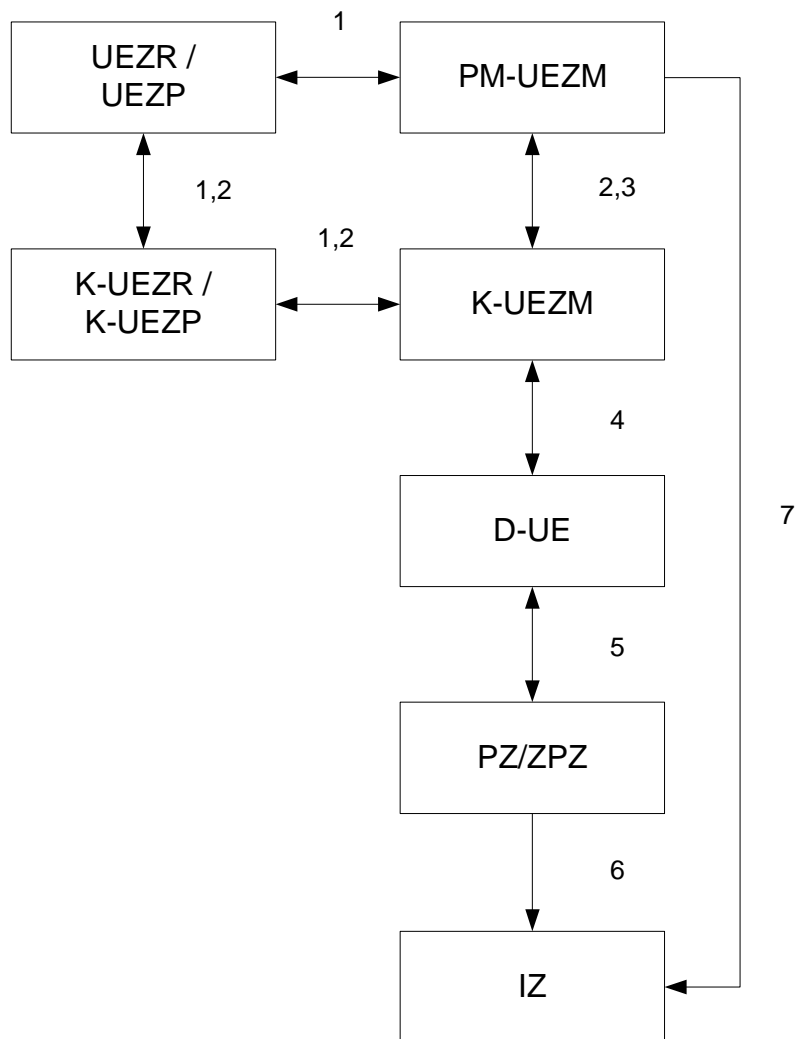 1
UEZR /
UEZP
PM-UEZM
1,2
2,3
1,2
K-UEZR /
K-UEZP
K-UEZM
4
D-UE
7
5
PZ/ZPZ
6
IZ